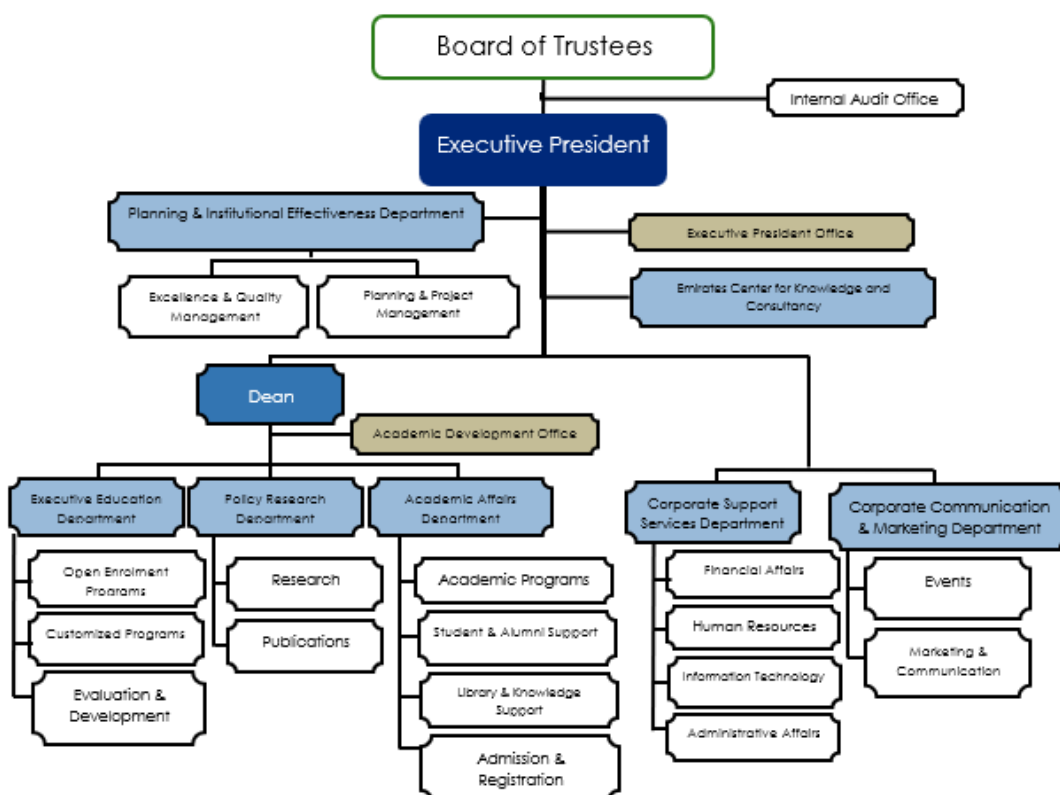 Board of Trustees
Internal Audit Office
Executive President
Planning & Institutional Effectiveness Department
Executive President Office
Excellence & Quality
Management
Planning & Project
Management
Emirates Center for Knowledge and
Consultancy
Dean
Academic Development Office
Executive Education
Department
Policy Research
Department
Academic Affairs
Department
Corporate Support
Services Department
Corporate Communication
& Marketing Department
Open Enrolment
Programs
Customized Programs
Evaluation &
Development
Research
Publications
Academic Programs
Student & Alumni Support
Library & Knowledge
Support
Admission &
Registration
Financial Affairs
Human Resources
Information Technology
Administrative Affairs
Events
Marketing &
Communication